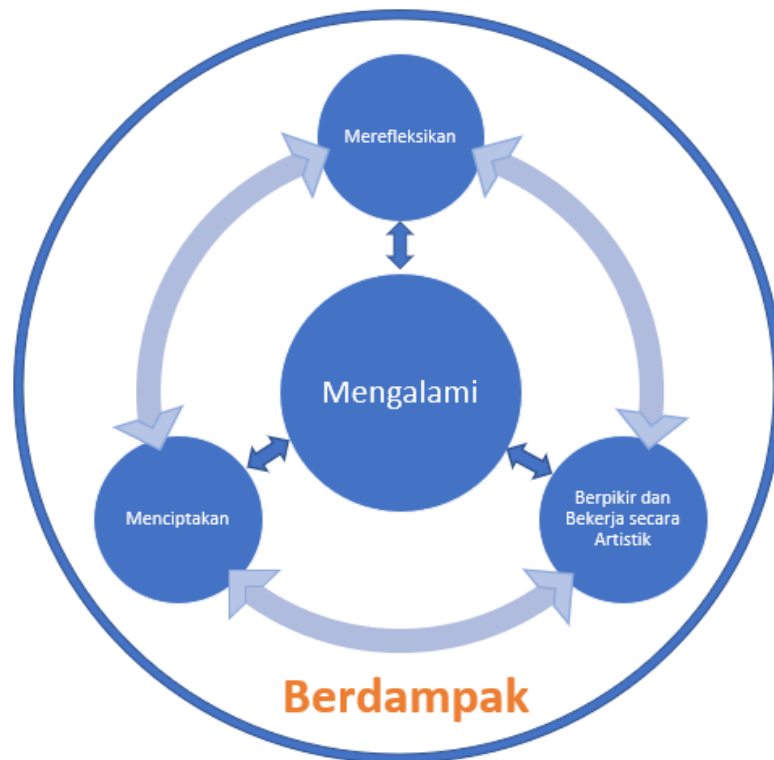 Merefleksikan
Mengalami
Menciptakan
Berpikir dan
Bekerja secara
Artistik
Berdampak